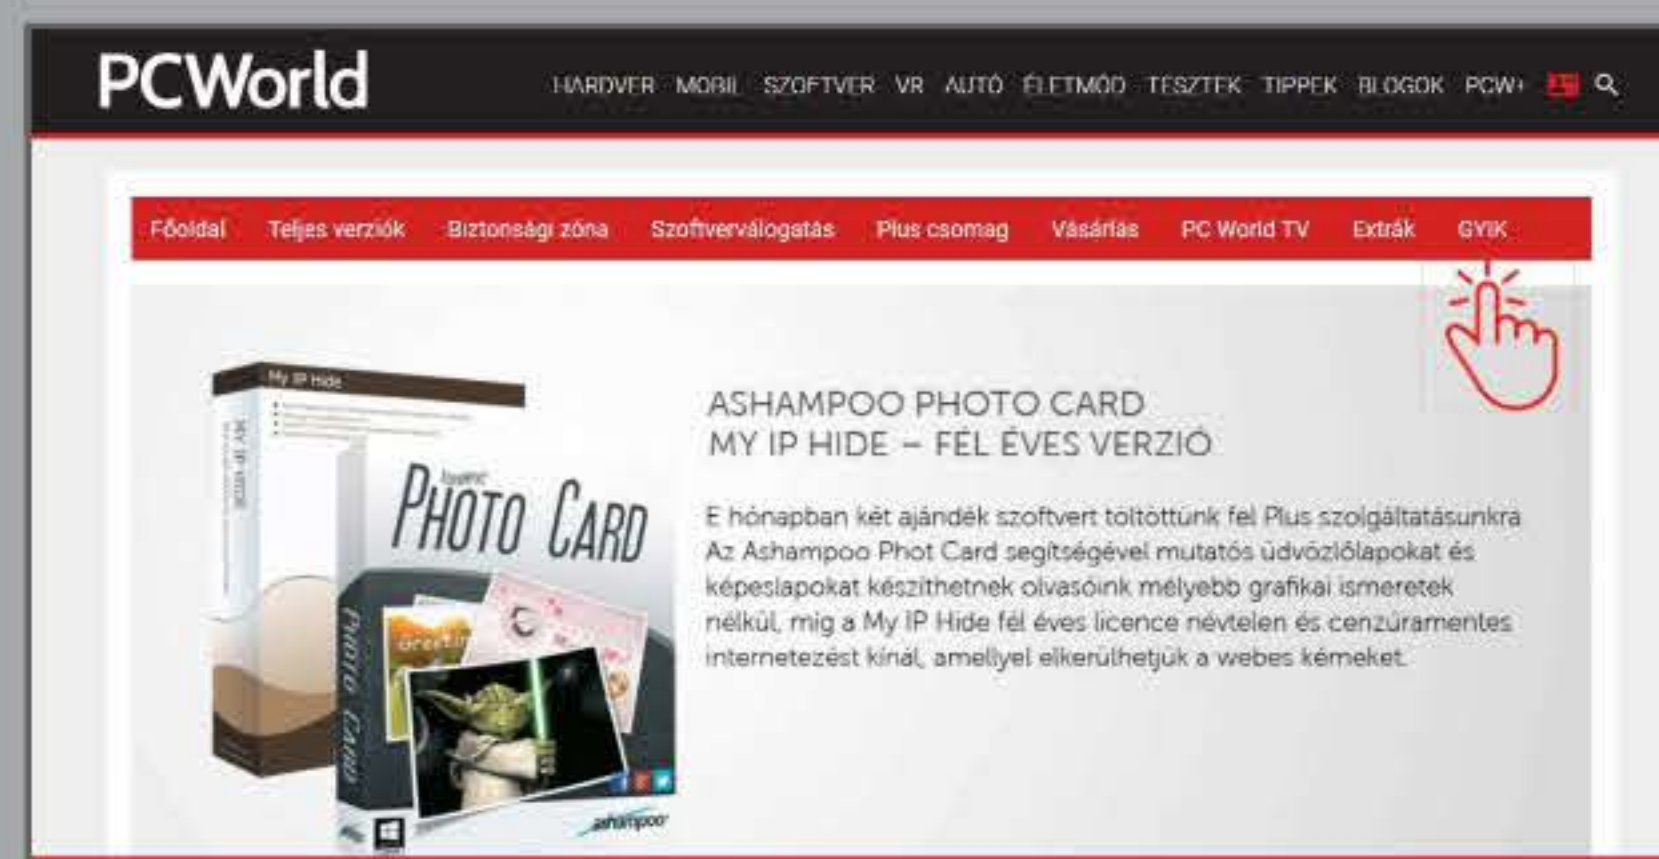 PCWorld
HARDVER MOBIL SZOFTVER VR AUTÓ ÉLETMÓD TESZTEK TIPPEK BLOGOK PCW+
Főoldal Teljes verziók Biztonsági zóna Szoftverválogatás Plus csomag Vásárlás PC World TV Extrák GYIK
My IP Hide
MY IP HIDE
PHOTO CARD
PHOTO CARD
ashampoo
ASHAMPOO PHOTO CARD
MY IP HIDE – FÉL ÉVES VERZIÓ
E hónapban két ajándék szoftvert töltöttünk fel Plus szolgáltatásunkra
Az Ashampoo Phot Card segítségével mutatós üdvözlőlapokat és
képeslapokat készíthetnek olvasóink mélyebb grafikai ismeretek
nélkül, míg a My IP Hide fél éves licence névtelen és cenzúramentes
internetezést kínál, amellyel elkerülhetjük a webes kémeket.